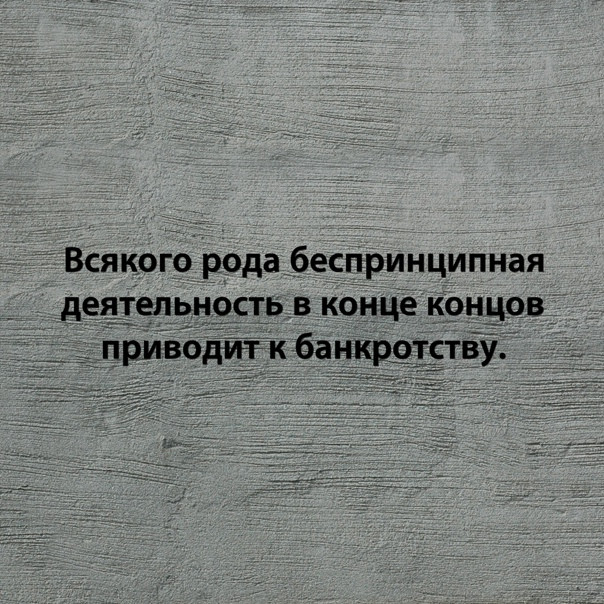 Всякого рода беспринципная
деятельность в конце концов
приводит к банкротству.